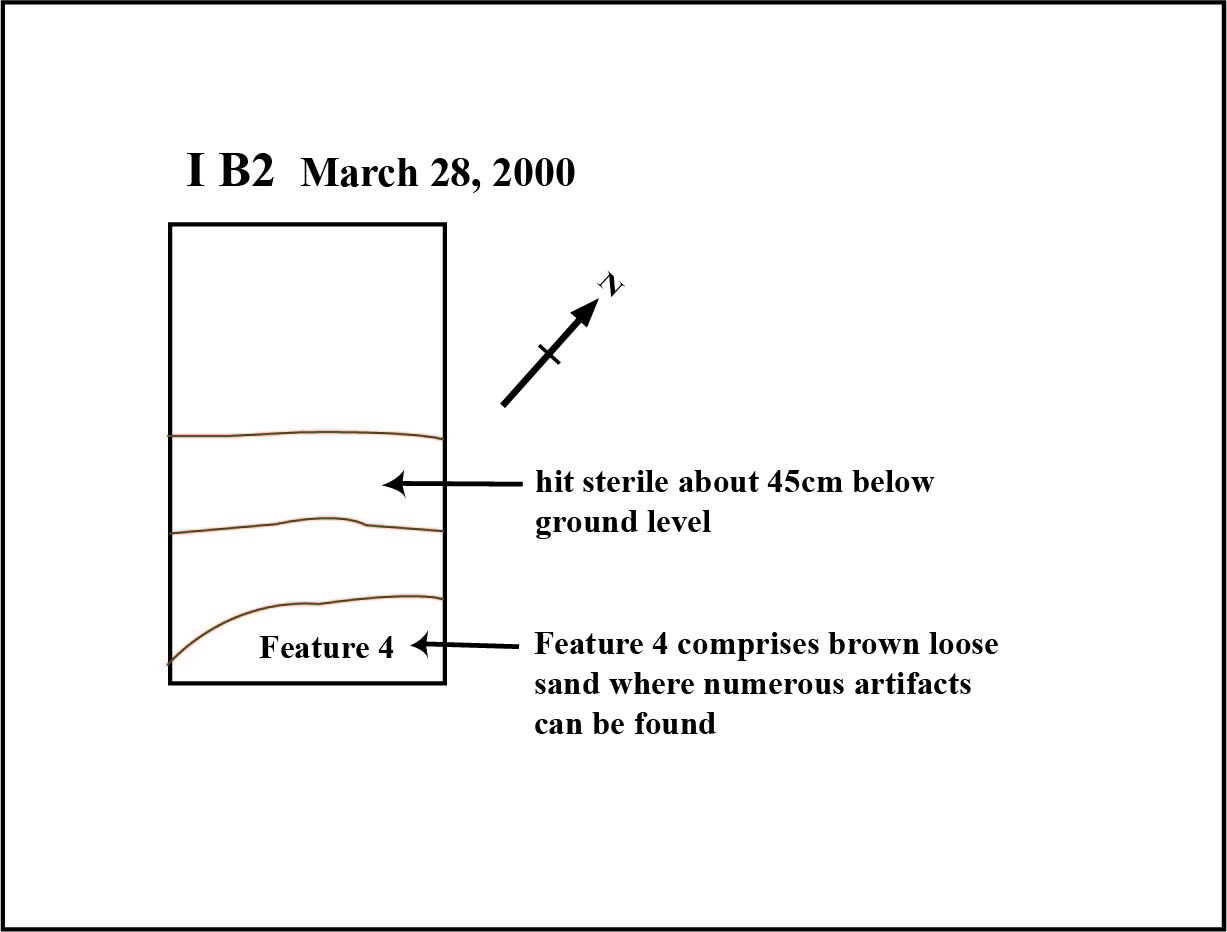 I B2 March 28, 2000
N
hit sterile about 45cm below
ground level
Feature 4
Feature 4 comprises brown loose
sand where numerous artifacts
can be found